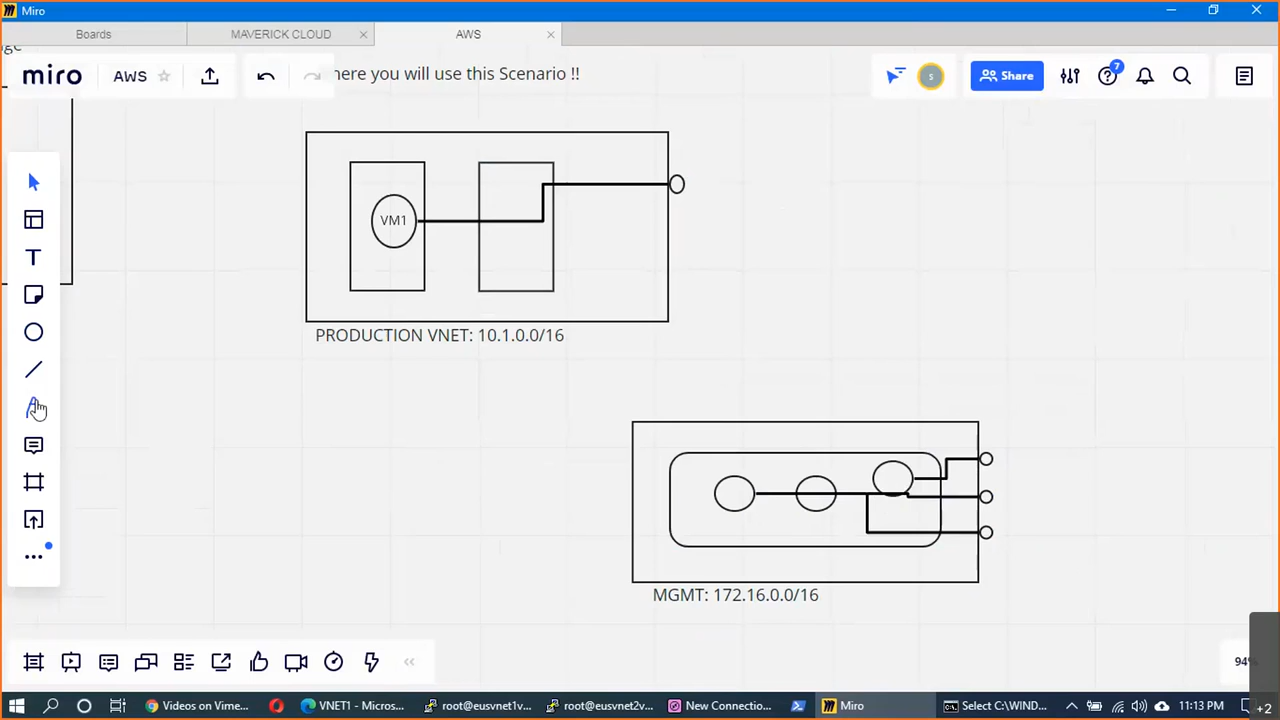 Miro
Boards
MAVERICK CLOUD
AWS
miro
AWS
here you will use this Scenario !!
s
Share
7
VM1
PRODUCTION VNET: 10.1.0.0/16
T
MGMT: 172.16.0.0/16
94%
Videos on Vime...
VNET1 - Micros...
root@eusvnet1v...
root@eusvnet2v...
New Connectio...
Miro
Select C:\WIND...
11:13 PM
+2